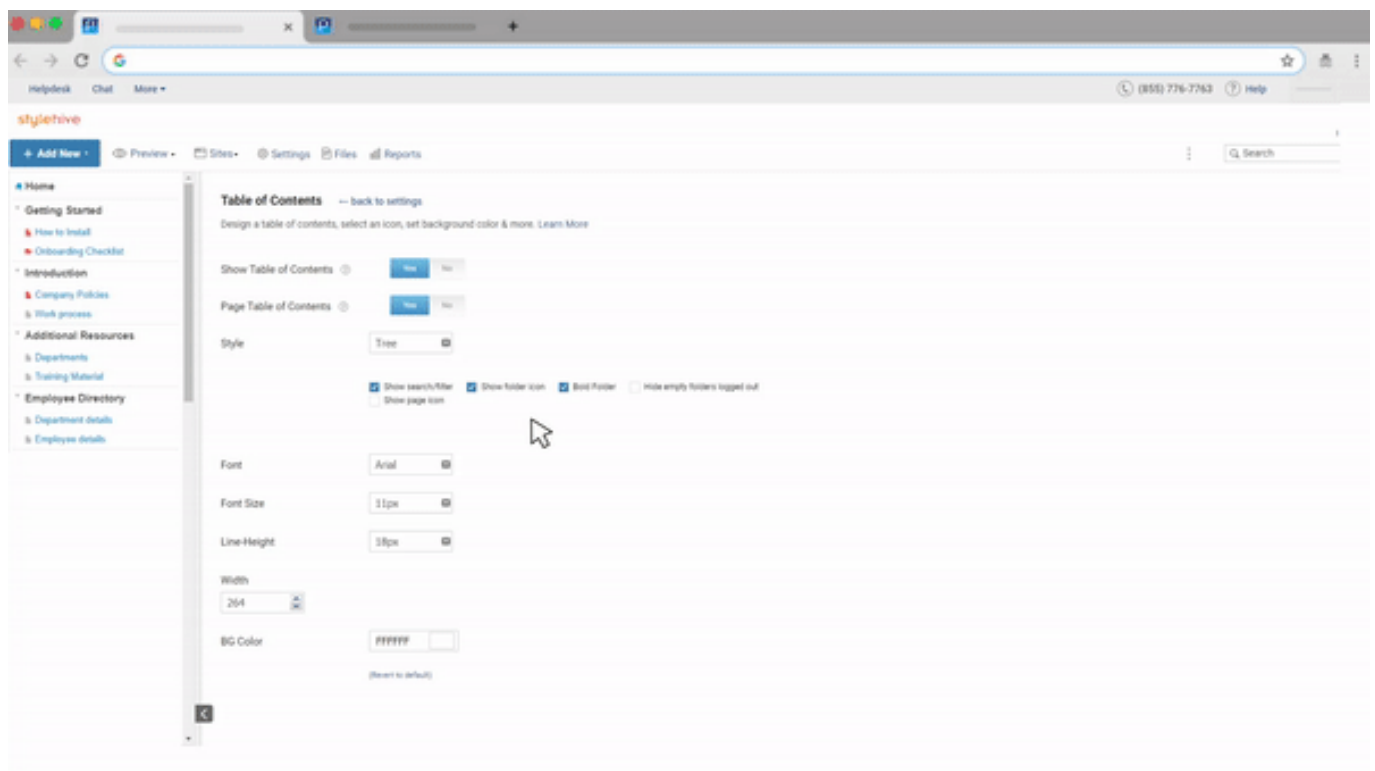 Helpdesk Chat More
(855) 776-7763 Help
stylehive
+ Add New Preview Sites Settings Files Reports Search
Home
Getting Started
How to Install
Onboarding Checklist
Introduction
Company Policies
Work process
Additional Resources
Departments
Training Material
Employee Directory
Department details
Employee details
Table of Contents ← back to settings
Design a table of contents, select an icon, set background color & more. Learn More
Show Table of Contents ? Yes No
Page Table of Contents ? Yes No
Style Tree
Show search/filter Show folder icon Bold Folder Hide empty folders logged out
Show page icon
Font Arial
Font Size 11px
Line-Height 18px
Width
264
BG Color FFFFFF
(Revert to default)